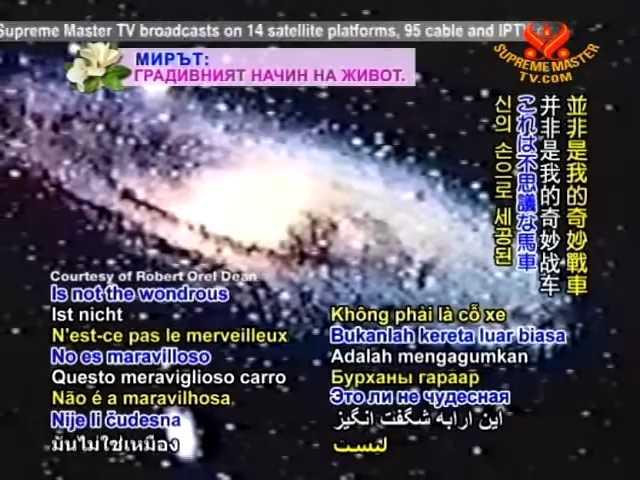 Supreme Master TV broadcasts on 14 satellite platforms, 95 cable and IPTV
SUPREME MASTER
TV.COM
МИРЪТ:
ГРАДИВНИЯТ НАЧИН НА ЖИВОТ.
並非是我的奇妙戰車
并非是我的奇妙战车
これは不思議な馬車
신의 손으로 세공된
Courtesy of Robert Orel Dean
Is not the wondrous
Ist nicht
N'est-ce pas le merveilleux
No es maravilloso
Questo meraviglioso carro
Não é a maravilhosa
Nije li čudesna
มันไม่ใช่เหมือง
Không phải là cỗ xe
Bukanlah kereta luar biasa
Adalah mengagumkan
Бурханы гараар
Это ли не чудесная
این ارابه شگفت انگیز
ليست